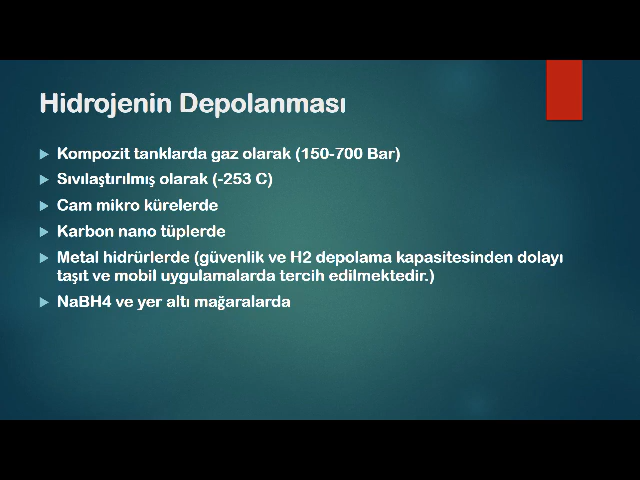 Hidrojenin Depolanması
Kompozit tanklarda gaz olarak (150-700 Bar)
Sıvılaştırılmış olarak (-253 C)
Cam mikro kürelerde
Karbon nano tüplerde
Metal hidrürlerde (güvenlik ve H2 depolama kapasitesinden dolayı
taşıt ve mobil uygulamalarda tercih edilmektedir.)
NaBH4 ve yer altı mağaralarda